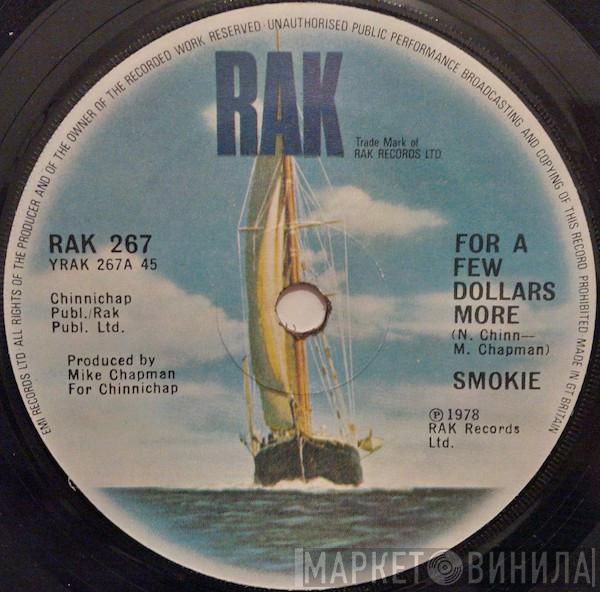 EMI RECORDS LTD ALL RIGHTS OF THE PRODUCER AND OF THE OWNER OF THE RECORDED WORK RESERVED · UNAUTHORISED PUBLIC PERFORMANCE BROADCASTING AND COPYING OF THIS RECORD PROHIBITED MADE IN GT BRITAIN
RAK
Trade Mark of
RAK RECORDS LTD.
RAK 267
YRAK 267A 45
Chinnichap
Publ./Rak
Publ. Ltd.
Produced by
Mike Chapman
For Chinnichap
FOR A
FEW
DOLLARS
MORE
(N. Chinn—
M. Chapman)
SMOKIE
℗ 1978
RAK Records
Ltd.
МАРКЕТ ВИНИЛА